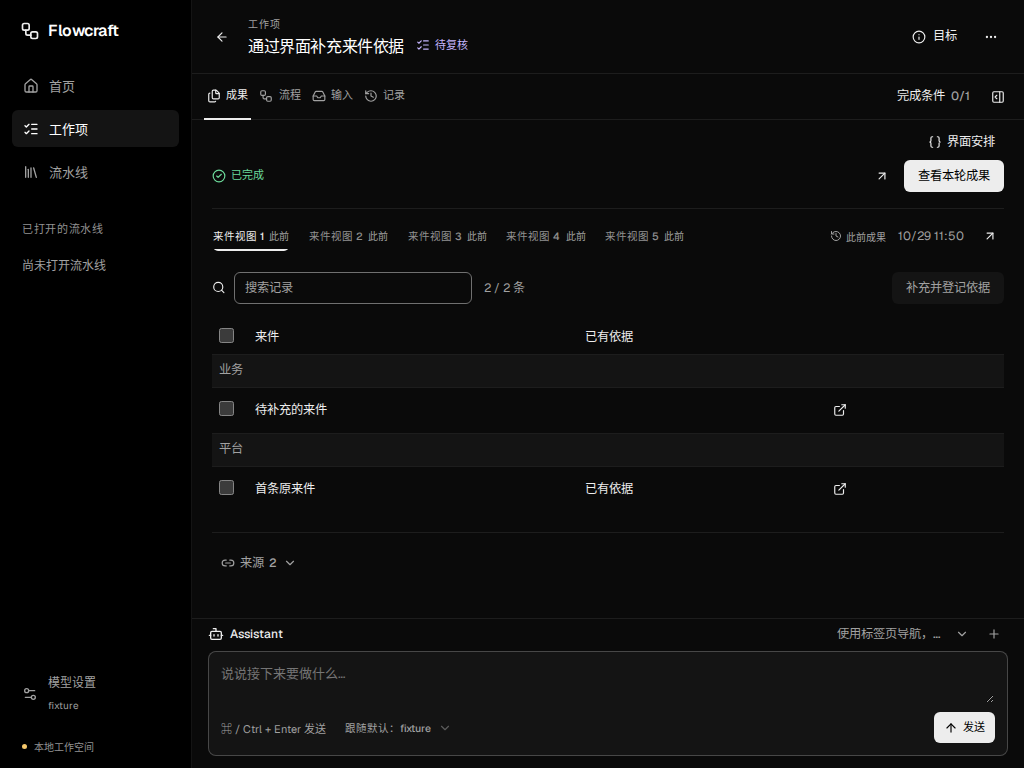 Flowcraft
首页
工作项
流水线
已打开的流水线
尚未打开流水线
模型设置
fixture
本地工作空间
工作项
通过界面补充来件依据
待复核
目标
成果
流程
输入
记录
完成条件 0/1
界面安排
已完成
查看本轮成果
来件视图 1 此前
来件视图 2 此前
来件视图 3 此前
来件视图 4 此前
来件视图 5 此前
此前成果
10/29 11:50
搜索记录
2 / 2 条
补充并登记依据
来件
已有依据
业务
待补充的来件
平台
首条原来件
已有依据
来源 2
Assistant
使用标签页导航，…
说说接下来要做什么…
⌘ / Ctrl + Enter 发送
跟随默认：fixture
发送